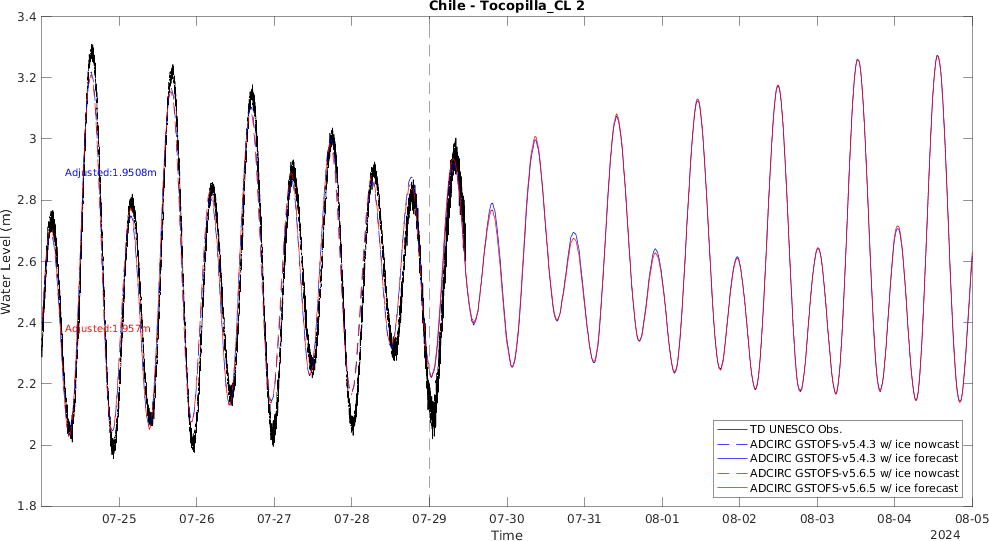 Chile - Tocopilla_CL 2
3.4
3.2
3
2.8
2.6
2.4
2.2
2
1.8
Water Level (m)
Adjusted:1.9508m
Adjusted:1.957m
TD UNESCO Obs.
ADCIRC GSTOFS-v5.4.3 w/ ice nowcast
ADCIRC GSTOFS-v5.4.3 w/ ice forecast
ADCIRC GSTOFS-v5.6.5 w/ ice nowcast
ADCIRC GSTOFS-v5.6.5 w/ ice forecast
07-25 07-26 07-27 07-28 07-29 07-30 07-31 08-01 08-02 08-03 08-04 08-05
Time
2024